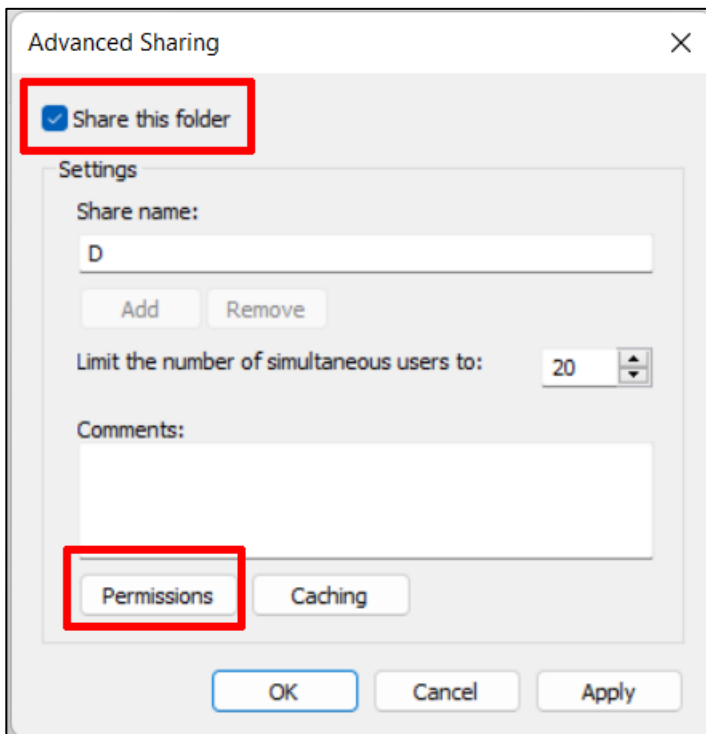 Advanced Sharing
Share this folder
Settings
Share name:
D
Add Remove
Limit the number of simultaneous users to: 20
Comments:
Permissions Caching
OK Cancel Apply